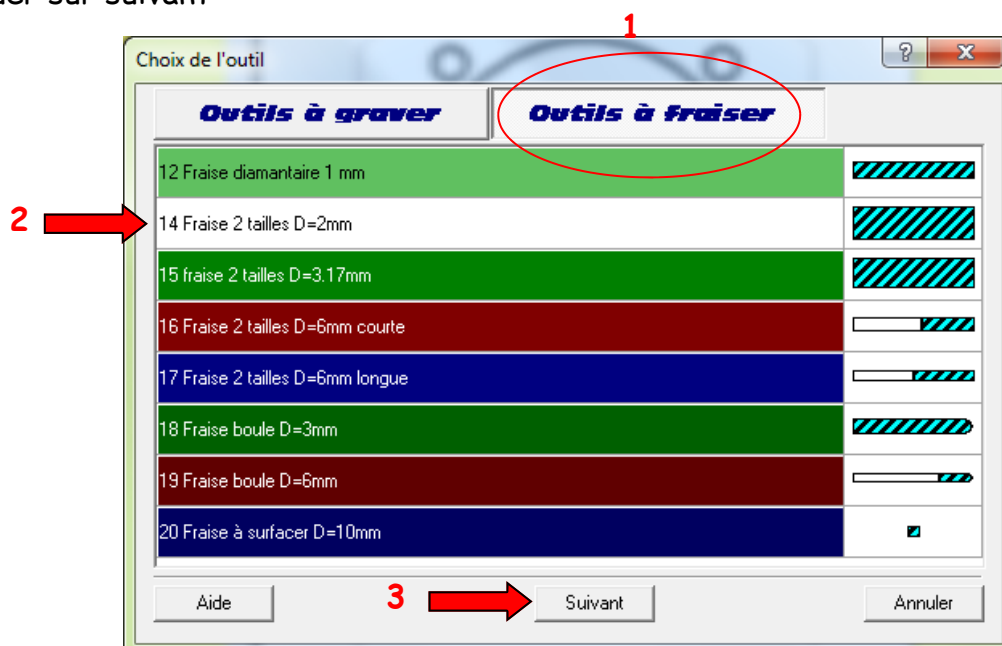 sur suivant
1
Choix de l'outil
Outils à graver
Outils à fraiser
12 Fraise diamantaire 1 mm
2
14 Fraise 2 tailles D=2mm
15 fraise 2 tailles D=3.17mm
16 Fraise 2 tailles D=6mm courte
17 Fraise 2 tailles D=6mm longue
18 Fraise boule D=3mm
19 Fraise boule D=6mm
20 Fraise à surfacer D=10mm
Aide
3
Suivant
Annuler